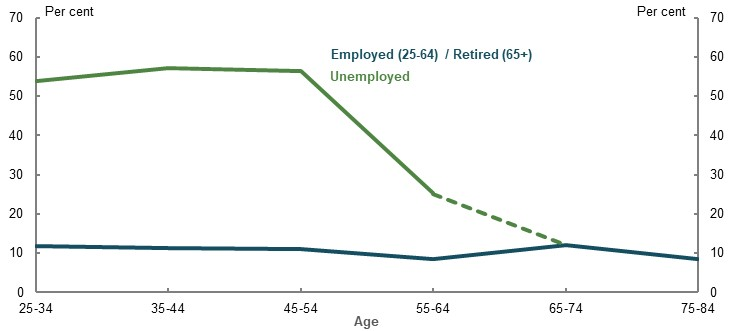 Per cent Per cent
70 70
60 60
Employed (25-64) / Retired (65+)
Unemployed
50 50
40 40
30 30
20 20
10 10
0 0
25-34 35-44 45-54 55-64 65-74 75-84
Age